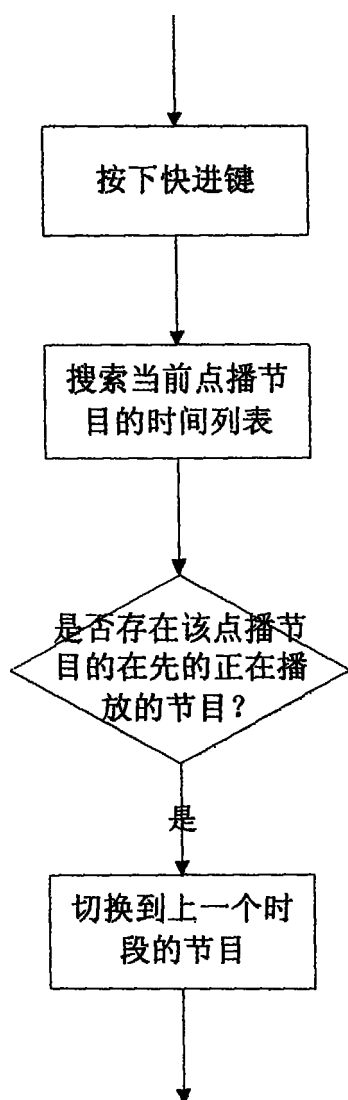 按下快进键
搜索当前点播节
目的时间列表
是否存在该点播节
目的在先的正在播
放的节目？
是
切换到上一个时
段的节目